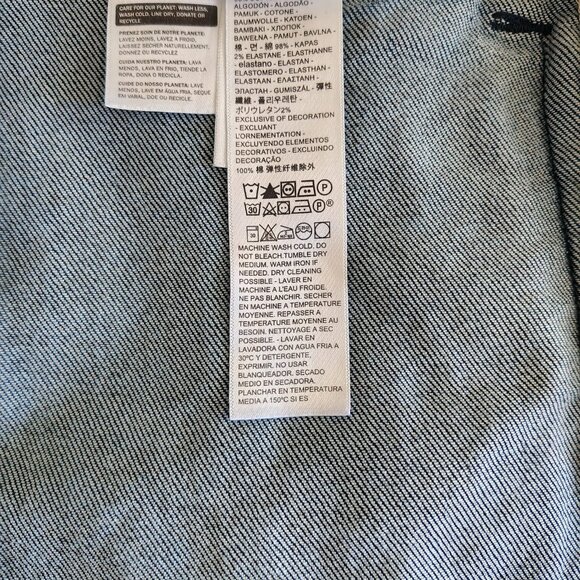 CARE FOR OUR PLANET: WASH LESS,
WASH COLD, LINE DRY, DONATE OR
RECYCLE
PRENEZ SOIN DE NOTRE PLANETE:
LAVEZ MOINS, LAVEZ A FROID,
LAISSEZ SÉCHER NATURELLEMENT,
DONNEZ OU RECYCLEZ.
CUIDA NUESTRO PLANETA: LAVA
MENOS, LAVA EN FRIO, TIENDE LA
ROPA, DONA O RECICLA.
CUIDE DO NOSSO PLANETA: LAVE
MENOS, LAVE EM ÁGUA FRIA, SEQUE
EM VARAL, DOE OU RECICLE.
ALGODÓN - ALGODÃO -
PAMUK - COTONE -
BAUMWOLLE - KATOEN -
BAMBAKI - ХЛОПОК -
BAWEŁNA - PAMUT - BAVLNA
棉 - 면 - 綿 98% - KAPAS
2% ELASTANE - ELASTHANNE
- elastano - ELASTAN -
ELASTOMERO - ELASTHAN -
ELASTAAN - ΕΛΑΣΤΑΝΗ -
ЭЛАСТАН - GUMISZÁL - 弹性
纖維 - 폴리우레탄 -
ポリウレタン2%
EXCLUSIVE OF DECORATION -
EXCLUANT
L'ORNEMENTATION -
EXCLUYENDO ELEMENTOS
DECORATIVOS - EXCLUINDO
DECORAÇÃO
100% 棉 弹性纤维除外
P
30 P ®
30
MACHINE WASH COLD. DO
NOT BLEACH.TUMBLE DRY
MEDIUM. WARM IRON IF
NEEDED. DRY CLEANING
POSSIBLE - LAVER EN
MACHINE A L'EAU FROIDE.
NE PAS BLANCHIR. SECHER
EN MACHINE A TEMPERATURE
MOYENNE. REPASSER A
TEMPERATURE MOYENNE AU
BESOIN. NETTOYAGE A SEC
POSSIBLE. - LAVAR EN
LAVADORA CON AGUA FRIA A
30ºC Y DETERGENTE.
EXPRIMIR. NO USAR
BLANQUEADOR. SECADO
MEDIO EN SECADORA.
PLANCHAR EN TEMPERATURA
MEDIA A 150ºC SI ES